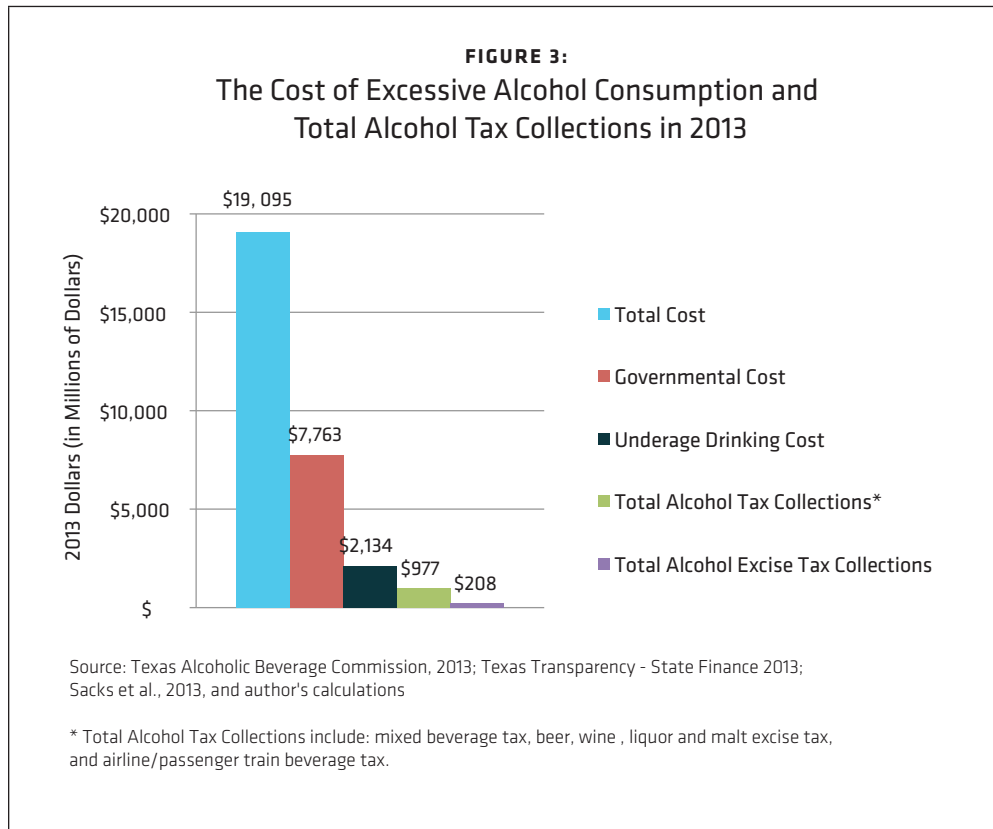 FIGURE 3:
The Cost of Excessive Alcohol Consumption and
Total Alcohol Tax Collections in 2013
2013 Dollars (in Millions of Dollars)
$20,000
$15,000
$10,000
$5,000
$
$19, 095
$7,763
$2,134
$977
$208
Total Cost
Governmental Cost
Underage Drinking Cost
Total Alcohol Tax Collections*
Total Alcohol Excise Tax Collections
Source: Texas Alcoholic Beverage Commission, 2013; Texas Transparency - State Finance 2013;
Sacks et al., 2013, and author's calculations
* Total Alcohol Tax Collections include: mixed beverage tax, beer, wine , liquor and malt excise tax,
and airline/passenger train beverage tax.